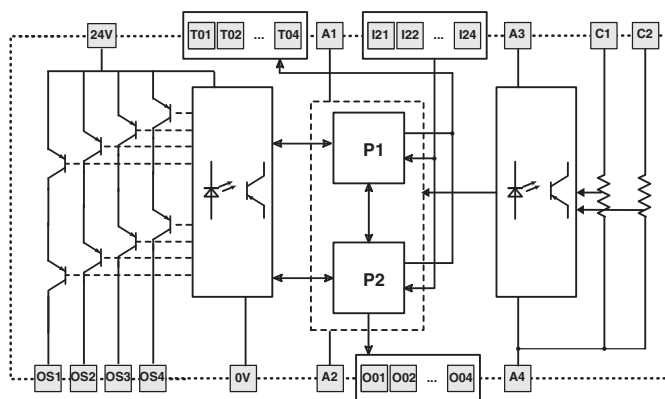 24V T01 T02 ... T04 A1 I21 I22 ... I24 A3 C1 C2
P1
P2
OS1 OS2 OS3 OS4 0V A2 O01 O02 ... O04 A4